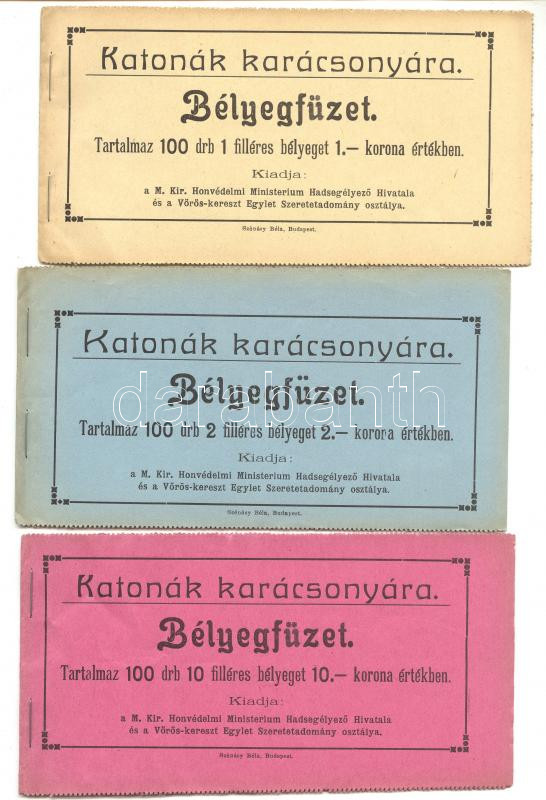 Katonák karácsonyára.
Bélyegfüzet.
Tartalmaz 100 drb 1 filléres bélyeget 1.— korona értékben.
Kiadja:
a M. Kir. Honvédelmi Ministerium Hadsegélyező Hivatala
és a Vörös-kereszt Egylet Szeretetadomány osztálya.
Szénásy Béla, Budapest.
Katonák karácsonyára.
Bélyegfüzet.
darabanth
Tartalmaz 100 drb 2 filléres bélyeget 2.— korona értékben.
Kiadja:
a M. Kir. Honvédelmi Ministerium Hadsegélyező Hivatala
és a Vörös-kereszt Egylet Szeretetadomány osztálya.
Szénásy Béla, Budapest.
Katonák karácsonyára.
Bélyegfüzet.
Tartalmaz 100 drb 10 filléres bélyeget 10.— korona értékben.
Kiadja:
a M. Kir. Honvédelmi Ministerium Hadsegélyező Hivatala
és a Vörös-kereszt Egylet Szeretetadomány osztálya.
Szénásy Béla, Budapest.